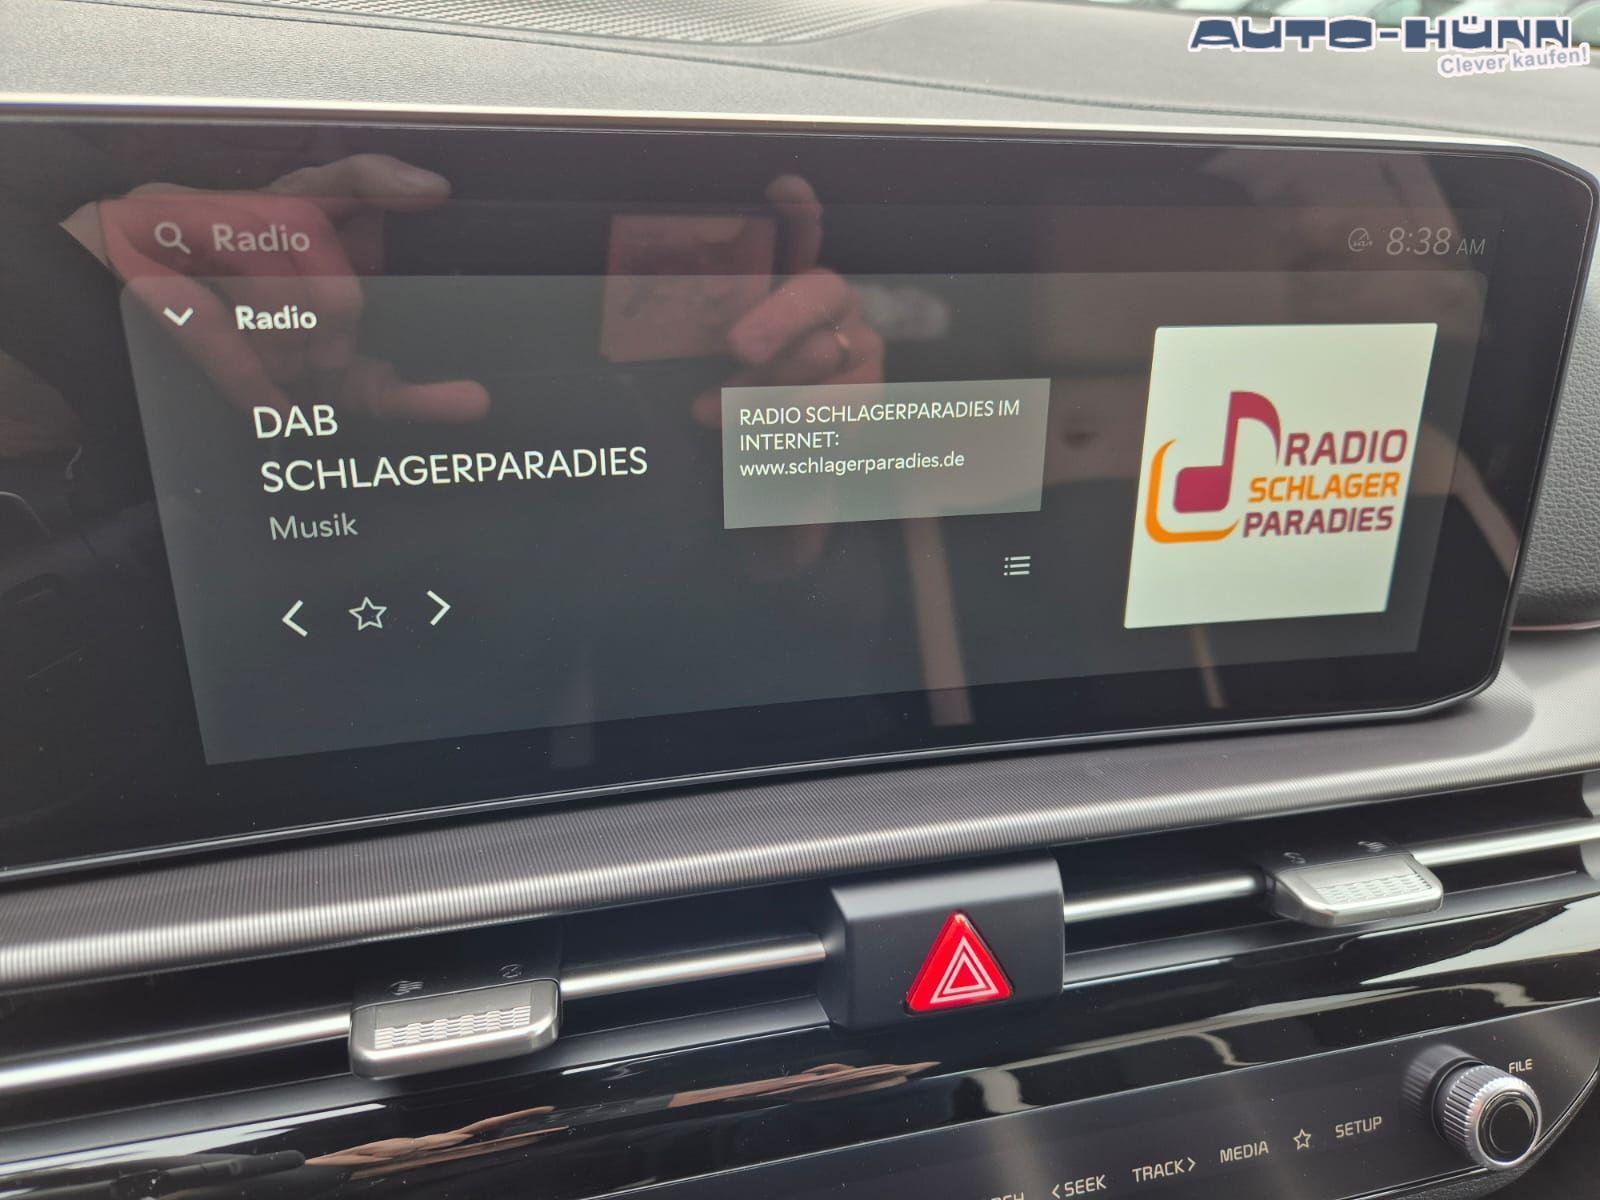 AUTO-HÜNN
Clever kaufen!
Radio
8:38 AM
Radio
DAB
SCHLAGERPARADIES
Musik
RADIO SCHLAGERPARADIES IM
INTERNET:
www.schlagerparadies.de
RADIO
SCHLAGER
PARADIES
FILE
<SEEK
TRACK>
MEDIA
☆
SETUP